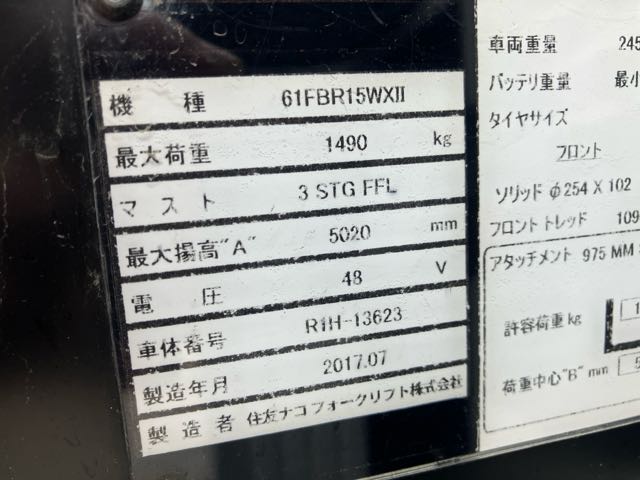 機種 61FBR15WXII
最大荷重 1490 kg
マスト 3 STG FFL
最大揚高"A" 5020 mm
電圧 48 V
車体番号 R1H-13623
製造年月 2017.07
製造者 住友ナコフォークリフト株式会社
車両重量 245
バッテリ重量 最小
タイヤサイズ
フロント
ソリッド φ254 X 102
フロントトレッド 109
アタッチメント 975 MM
許容荷重 kg 1
荷重中心"B" mm